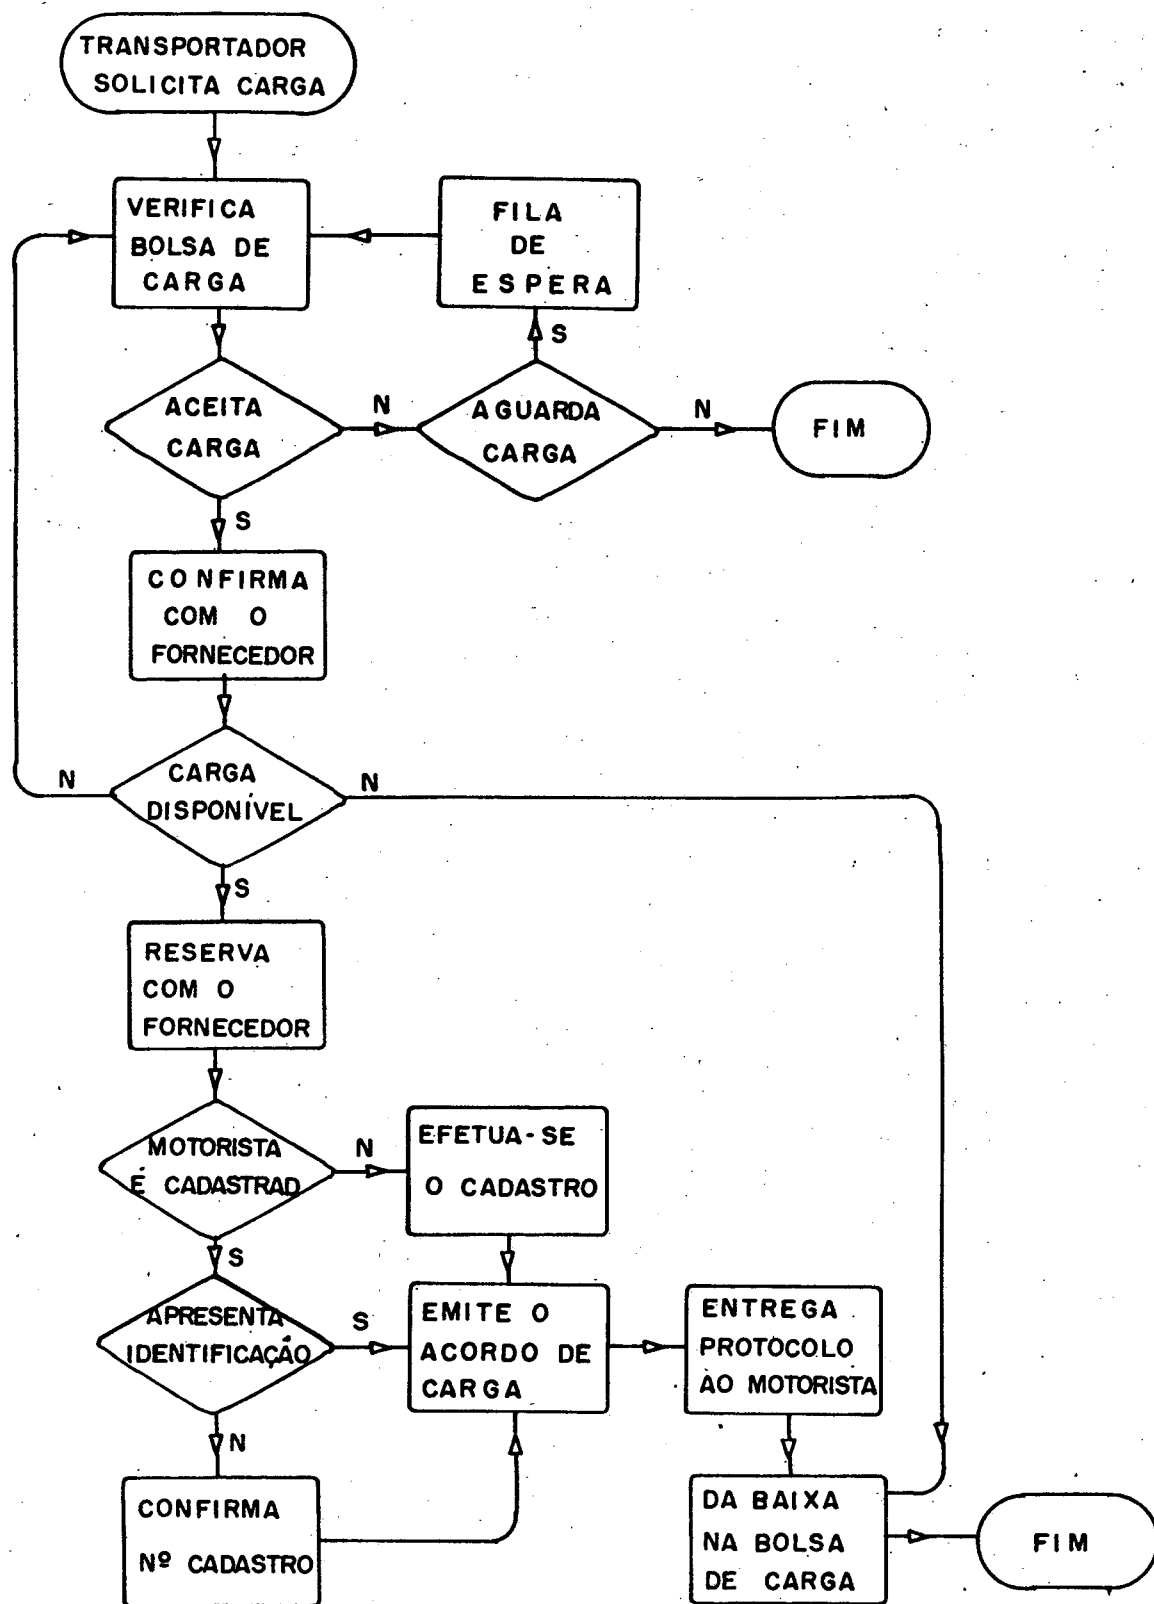 TRANSPORTADOR
SOLICITA CARGA
VERIFICA
BOLSA DE
CARGA
FILA
DE
ESPERA
S
ACEITA
CARGA
N
AGUARDA
CARGA
N
FIM
S
CONFIRMA
COM O
FORNECEDOR
N
CARGA
DISPONÍVEL
N
S
RESERVA
COM O
FORNECEDOR
MOTORISTA
É CADASTRAD
N
EFETUA-SE
O CADASTRO
S
APRESENTA
IDENTIFICAÇÃO
S
EMITE O
ACORDO DE
CARGA
ENTREGA
PROTOCOLO
AO MOTORISTA
N
CONFIRMA
Nº CADASTRO
DA BAIXA
NA BOLSA
DE CARGA
FIM